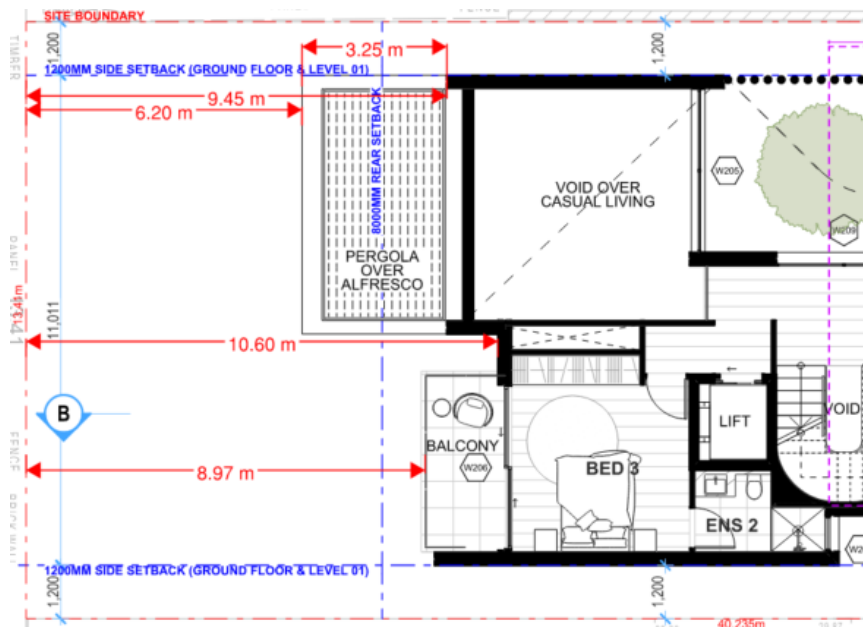 SITE BOUNDARY
1,200
1,200
3.25 m
1200MM SIDE SETBACK (GROUND FLOOR & LEVEL 01)
9.45 m
6.20 m
8000MM REAR SETBACK
VOID OVER
CASUAL LIVING
W205
W209
PERGOLA
OVER
ALFRESCO
11,011
10.60 m
B
LIFT
VOID
BALCONY
W206
BED 3
8.97 m
ENS 2
1200MM SIDE SETBACK (GROUND FLOOR & LEVEL 01)
1,200
1,200
40.235m